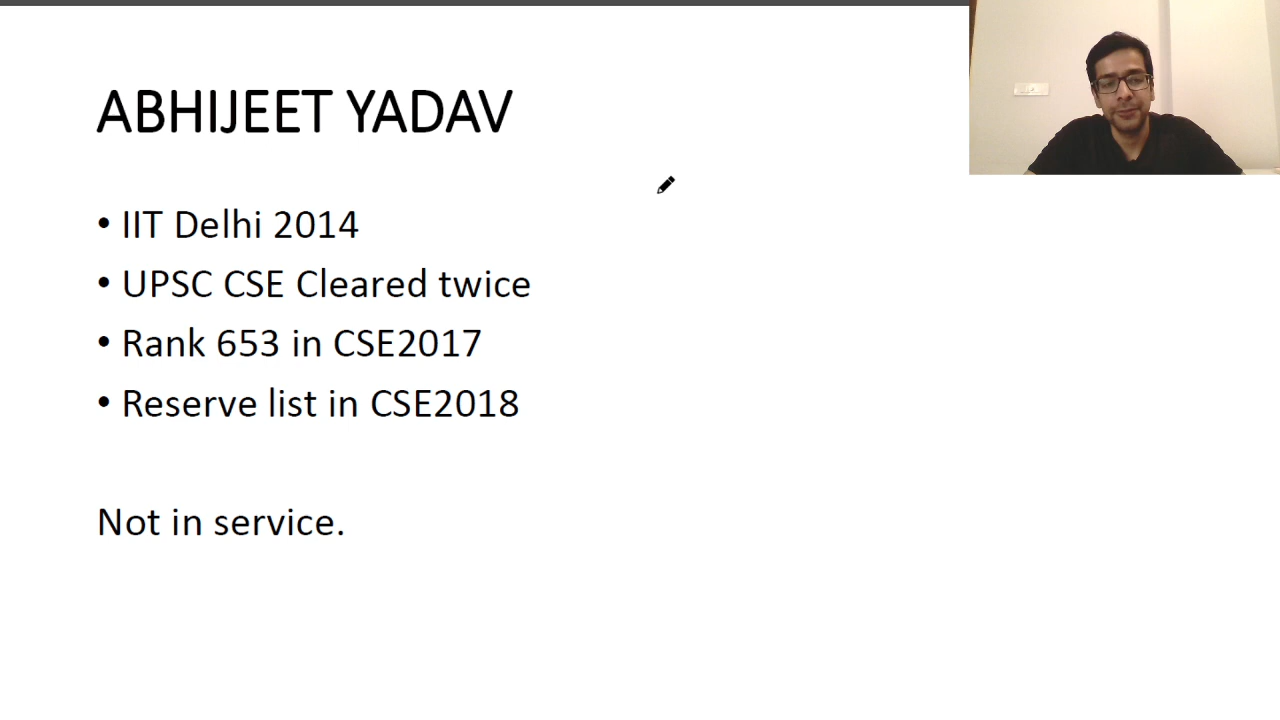 ABHIJEET YADAV
• IIT Delhi 2014
• UPSC CSE Cleared twice
• Rank 653 in CSE2017
• Reserve list in CSE2018
Not in service.